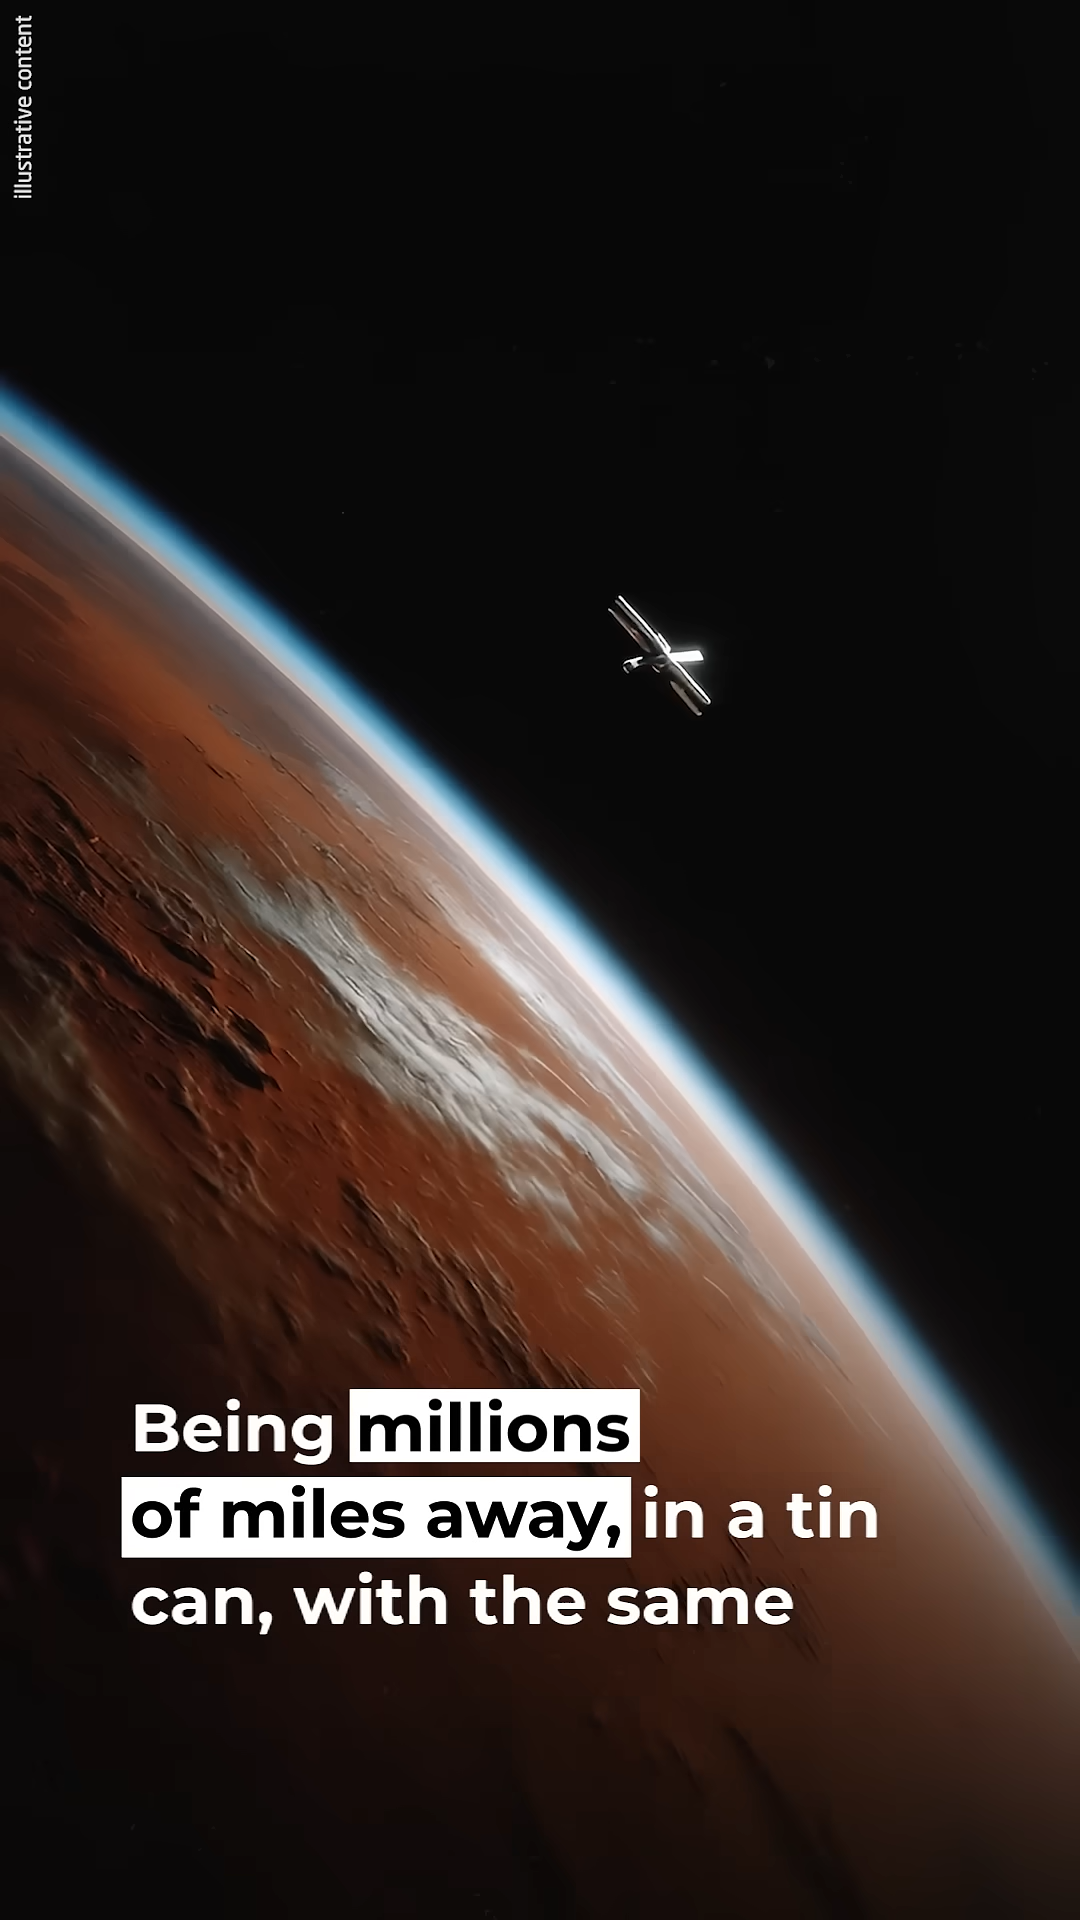 illustrative content
Being millions
of miles away, in a tin
can, with the same